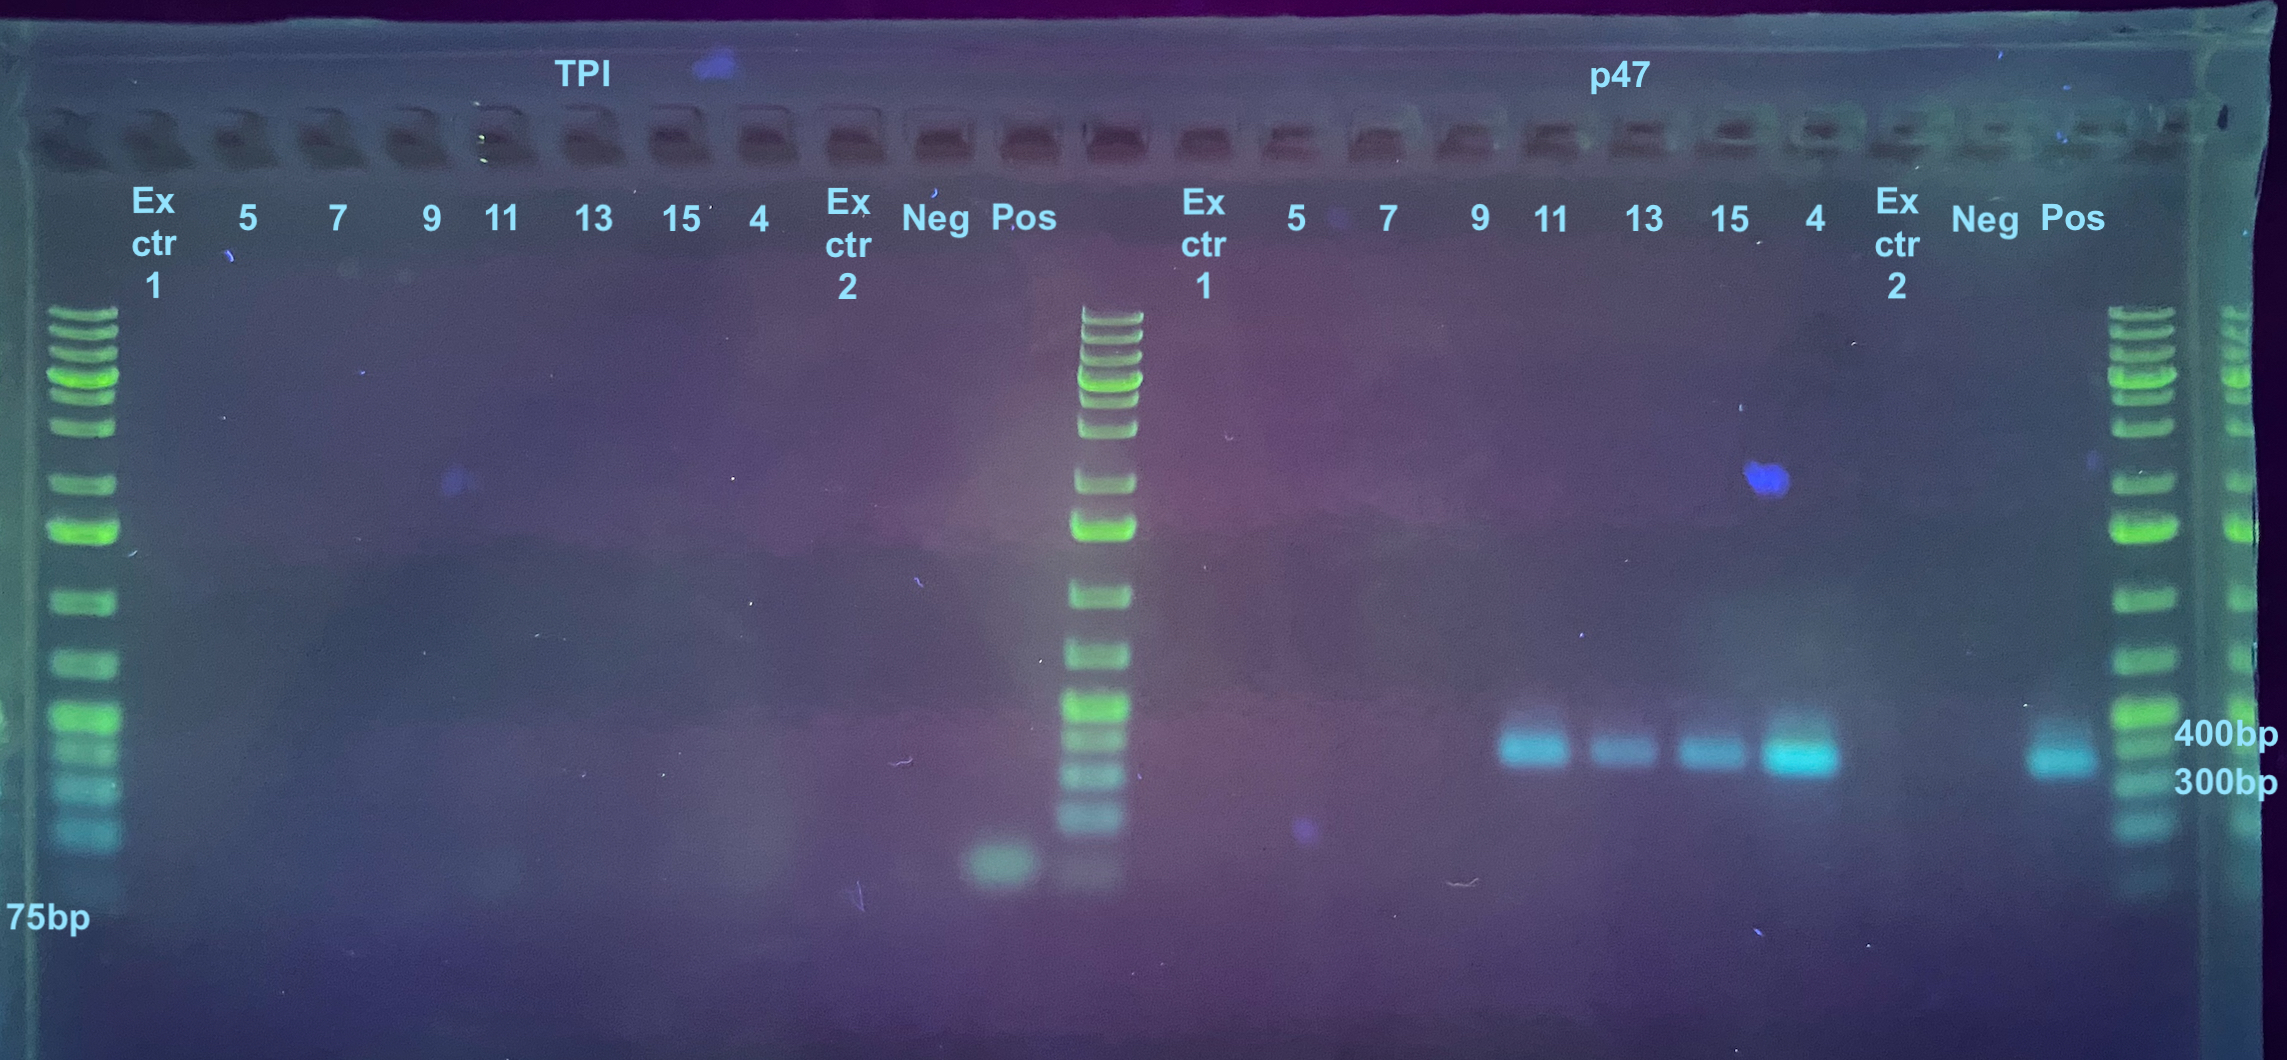 TPI
p47
Ex ctr 1
5
7
9
11
13
15
4
Ex ctr 2
Neg
Pos
Ex ctr 1
5
7
9
11
13
15
4
Ex ctr 2
Neg
Pos
400bp
300bp
75bp